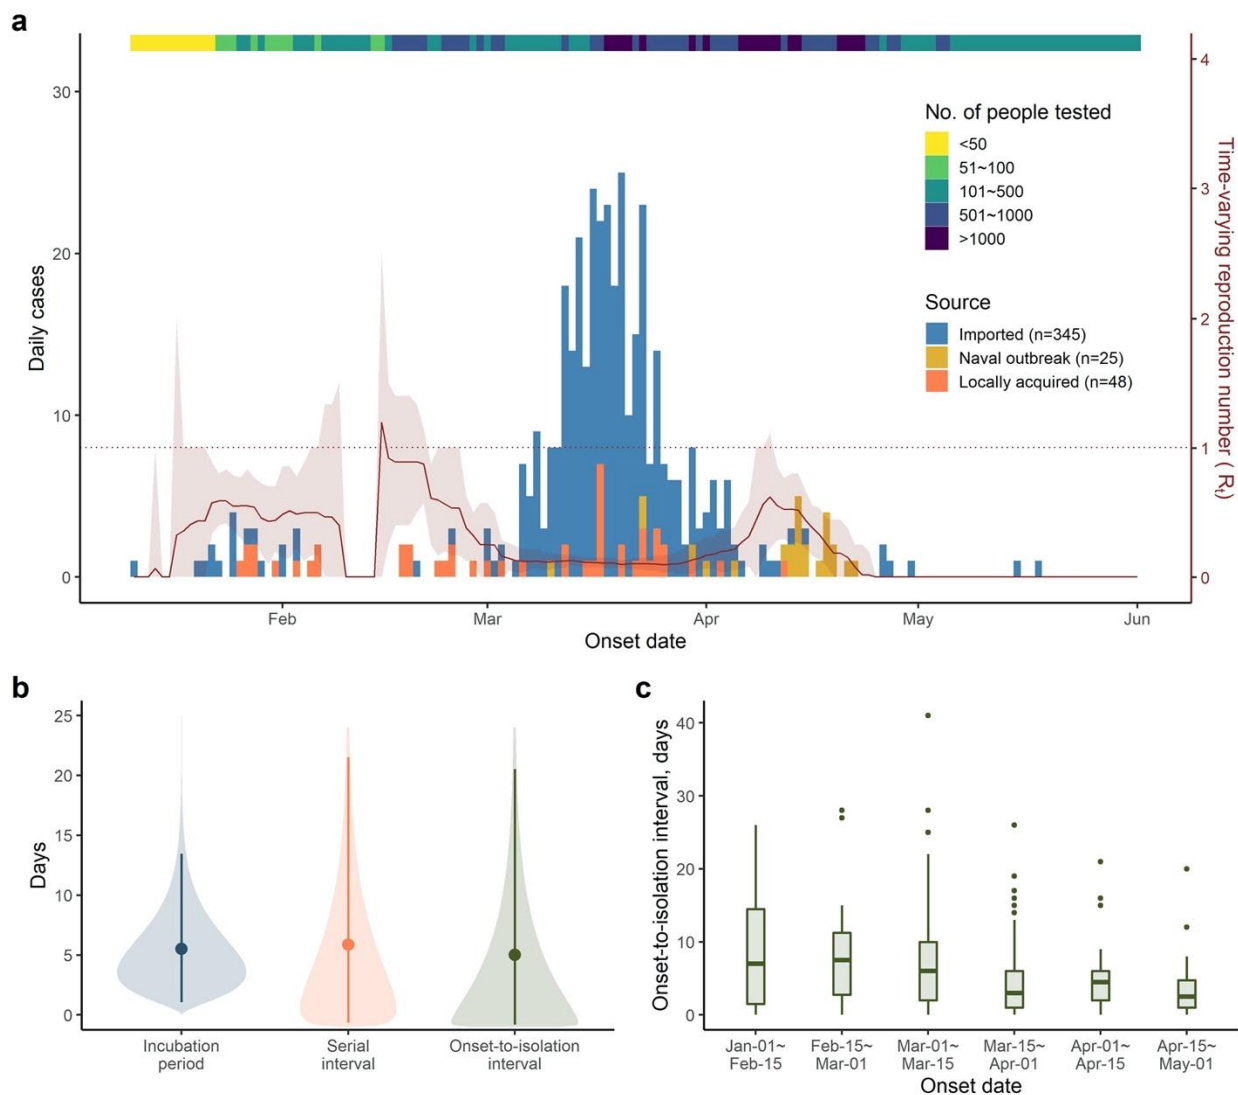 a
30
20
10
0
Daily cases
4
3
2
1
0
Time-varying reproduction number ( Rt)
No. of people tested
<50
51~100
101~500
501~1000
>1000
Source
Imported (n=345)
Naval outbreak (n=25)
Locally acquired (n=48)
Feb
Mar
Apr
May
Jun
Onset date
b
25
20
15
10
5
0
Days
Incubation
period
Serial
interval
Onset-to-isolation
interval
c
40
30
20
10
0
Onset-to-isolation interval, days
Jan-01~
Feb-15
Feb-15~
Mar-01
Mar-01~
Mar-15
Mar-15~
Apr-01
Apr-01~
Apr-15
Apr-15~
May-01
Onset date